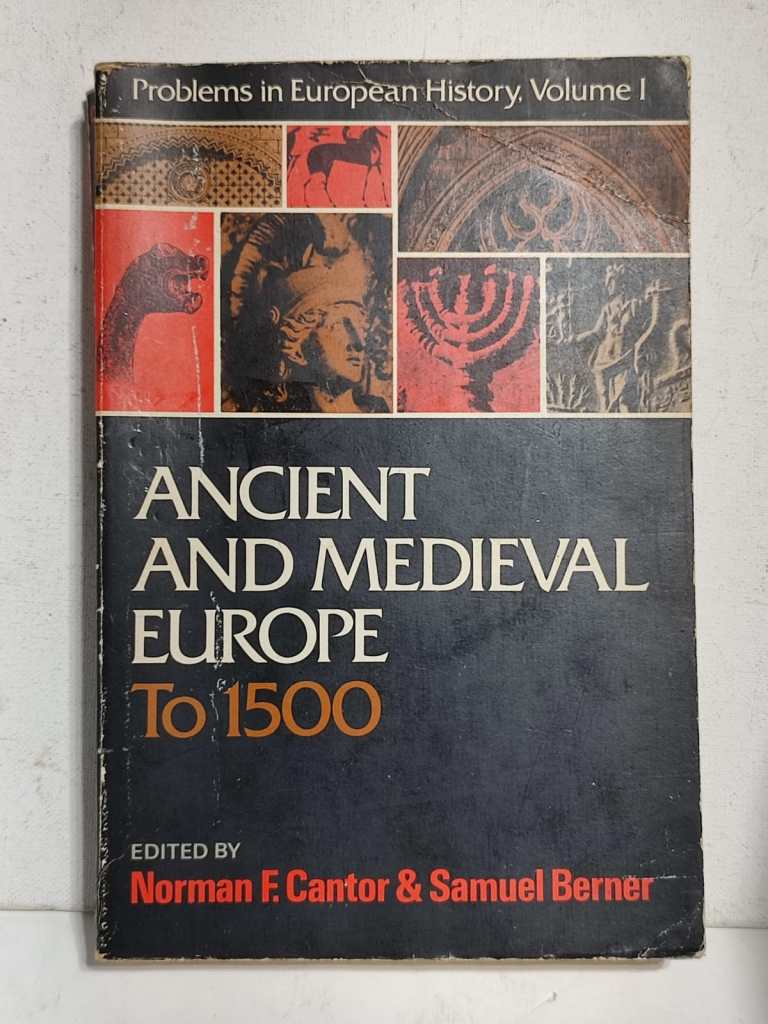 Problems in European History, Volume I
ANCIENT
AND MEDIEVAL
EUROPE
To 1500
EDITED BY
Norman F. Cantor & Samuel Berner